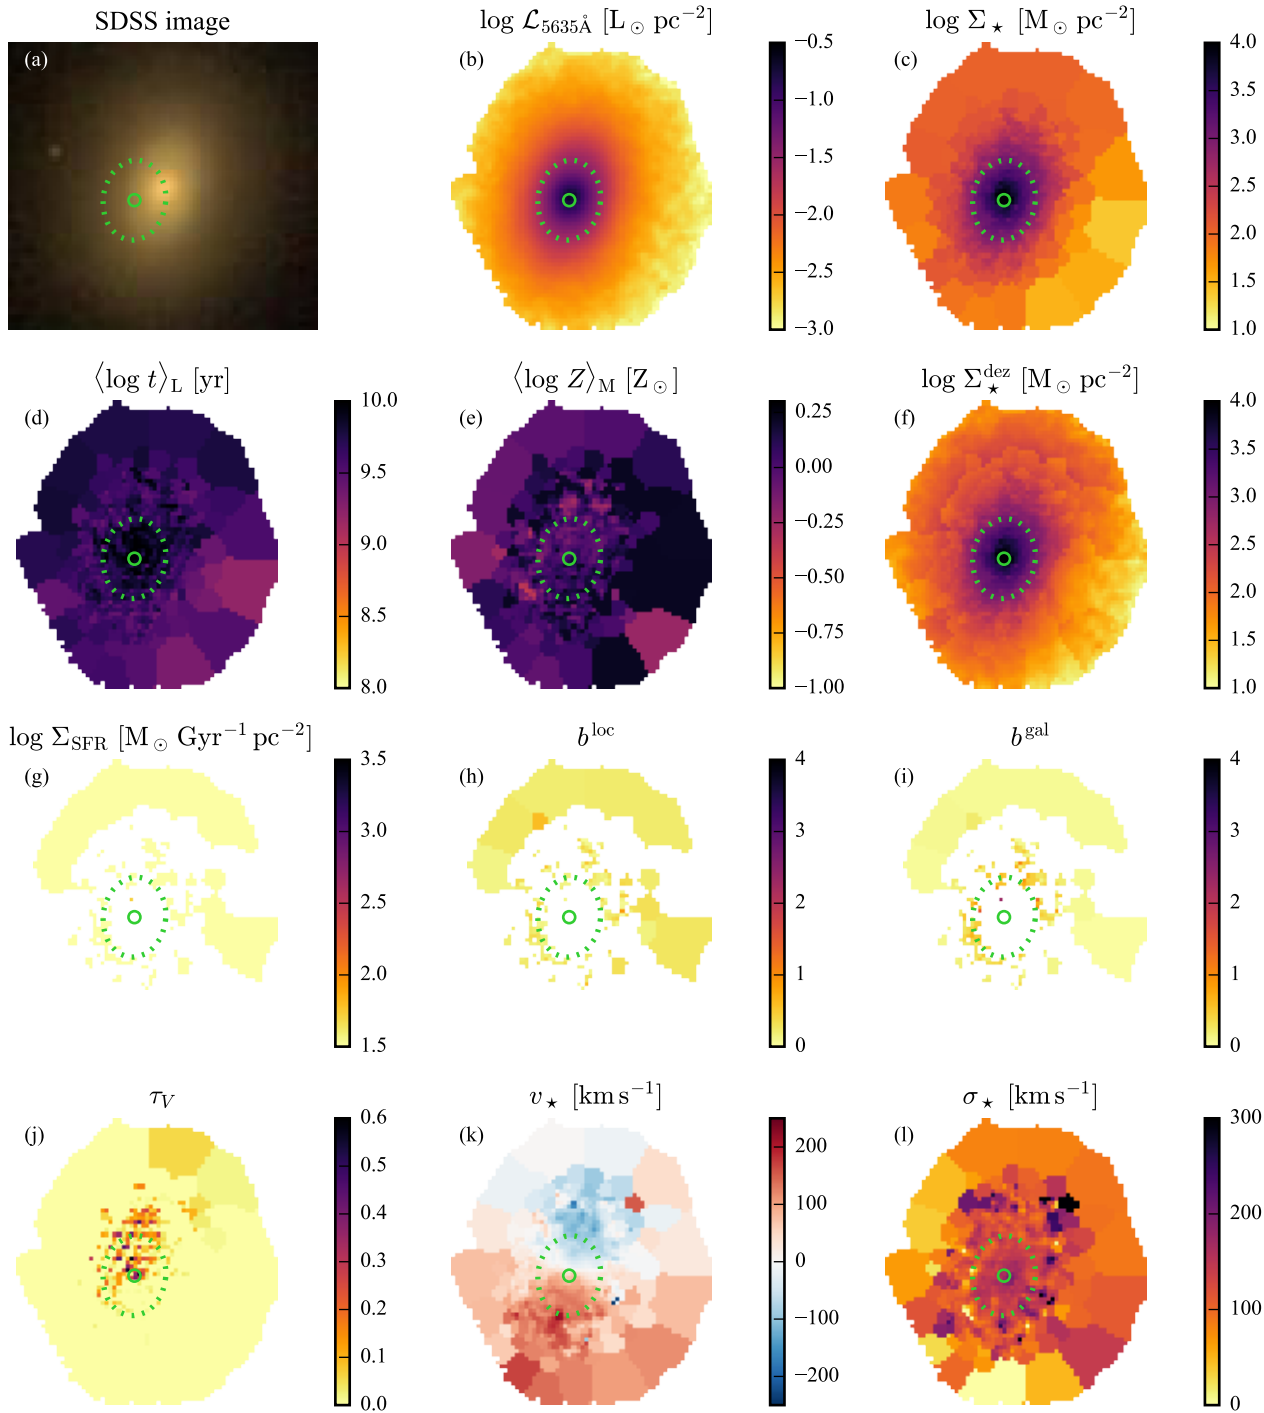 SDSS image
log ℒ₅₆₃₅Å [L⊙ pc⁻²]
log Σ⋆ [M⊙ pc⁻²]
(a)
(b)
−0.5
−1.0
−1.5
−2.0
−2.5
−3.0
(c)
4.0
3.5
3.0
2.5
2.0
1.5
1.0
⟨log t⟩L [yr]
⟨log Z⟩M [Z⊙]
log Σ⋆ᵈᵉᶻ [M⊙ pc⁻²]
(d)
10.0
9.5
9.0
8.5
8.0
(e)
0.25
0.00
−0.25
−0.50
−0.75
−1.00
(f)
4.0
3.5
3.0
2.5
2.0
1.5
1.0
log ΣSFR [M⊙ Gyr⁻¹ pc⁻²]
bˡᵒᶜ
bᵍᵃˡ
(g)
3.5
3.0
2.5
2.0
1.5
(h)
4
3
2
1
0
(i)
4
3
2
1
0
τV
v⋆ [km s⁻¹]
σ⋆ [km s⁻¹]
(j)
0.6
0.5
0.4
0.3
0.2
0.1
0.0
(k)
200
100
0
−100
−200
(l)
300
200
100
0